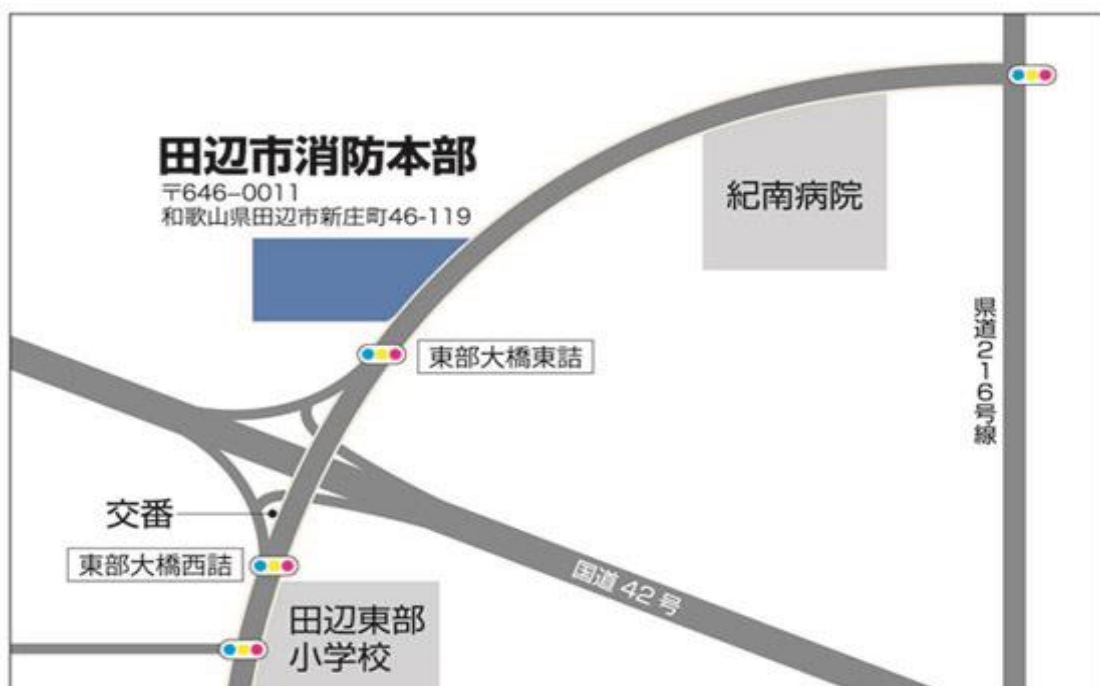 田辺市消防本部
〒646-0011
和歌山県田辺市新庄町46-119
紀南病院
県道216号線
東部大橋東詰
交番
東部大橋西詰
国道42号
田辺東部
小学校